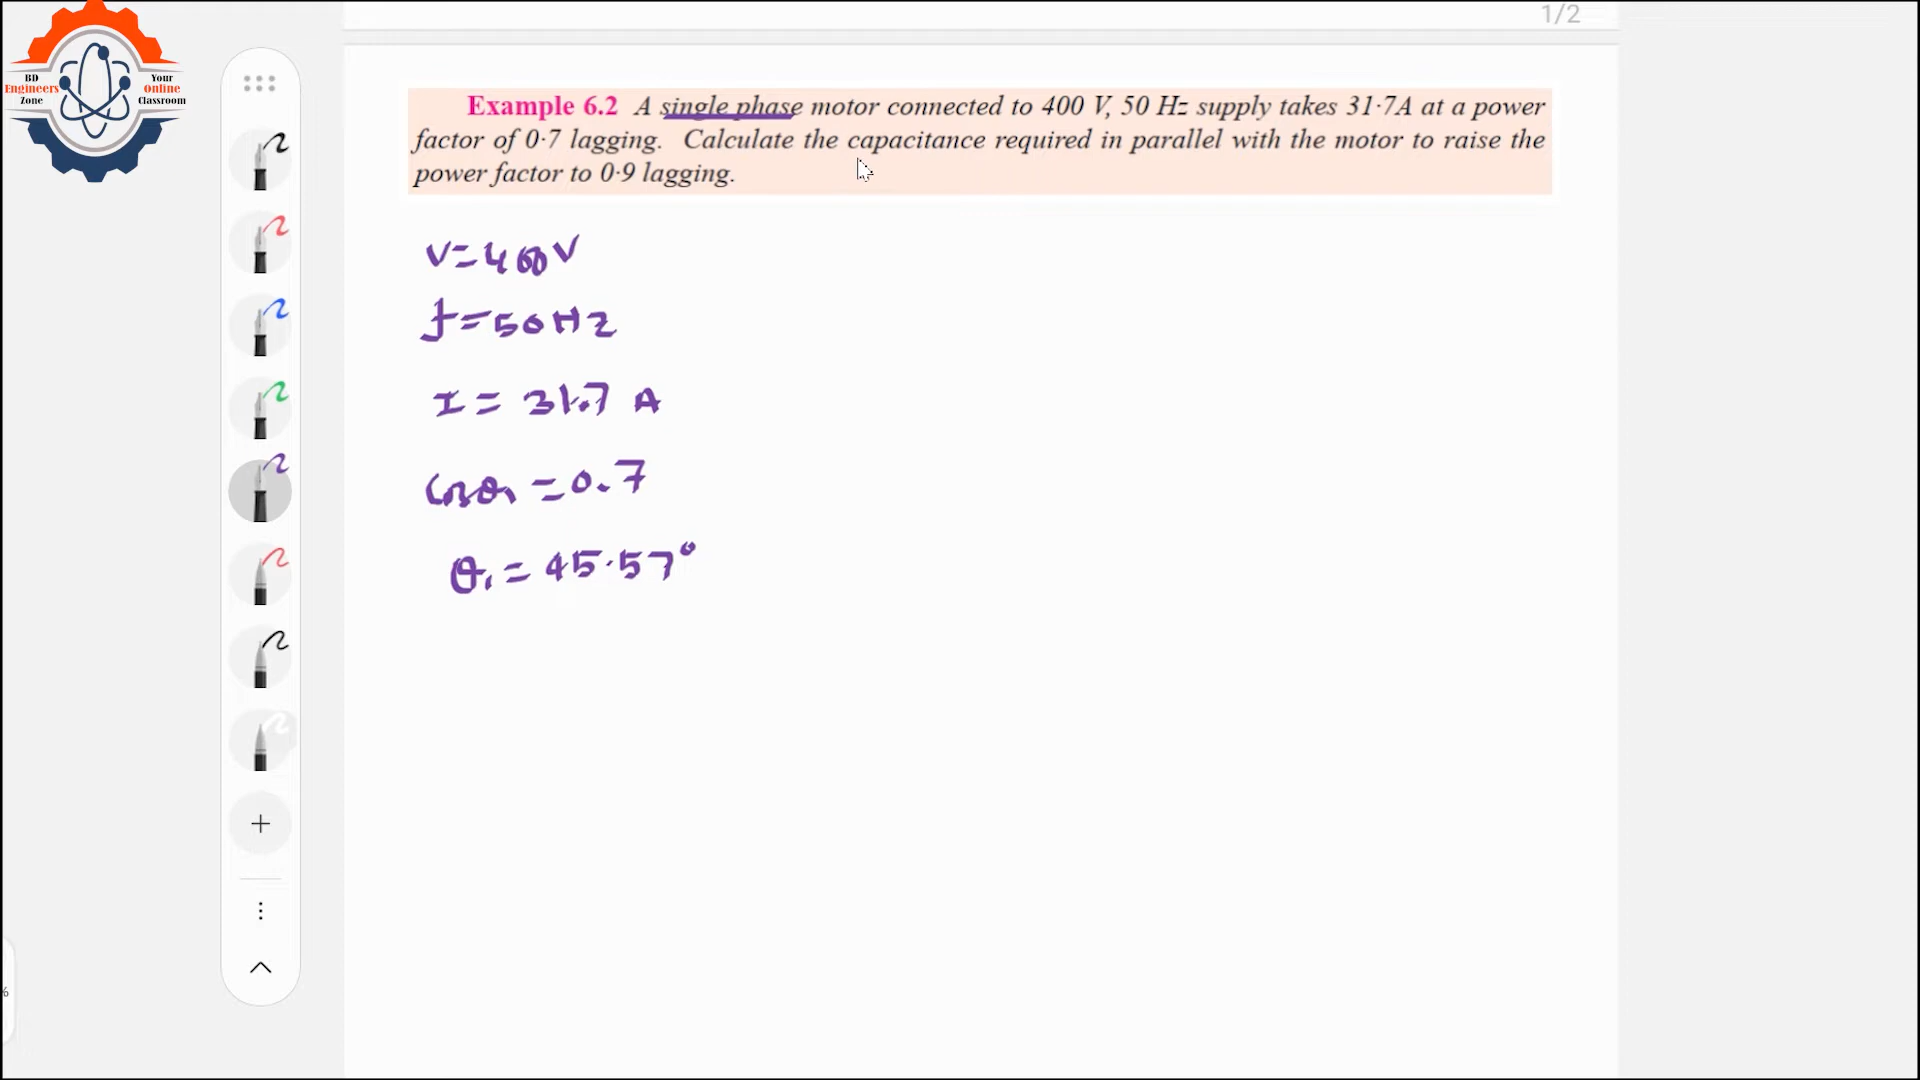 1/2
BD
Engineers
Zone
Your
Online
Classroom
Example 6.2 A single phase motor connected to 400 V, 50 Hz supply takes 31·7A at a power
factor of 0·7 lagging. Calculate the capacitance required in parallel with the motor to raise the
power factor to 0·9 lagging.
V=400V
f=50Hz
I = 31.7 A
Cosθ₁ = 0.7
θ₁ = 45.57°
%